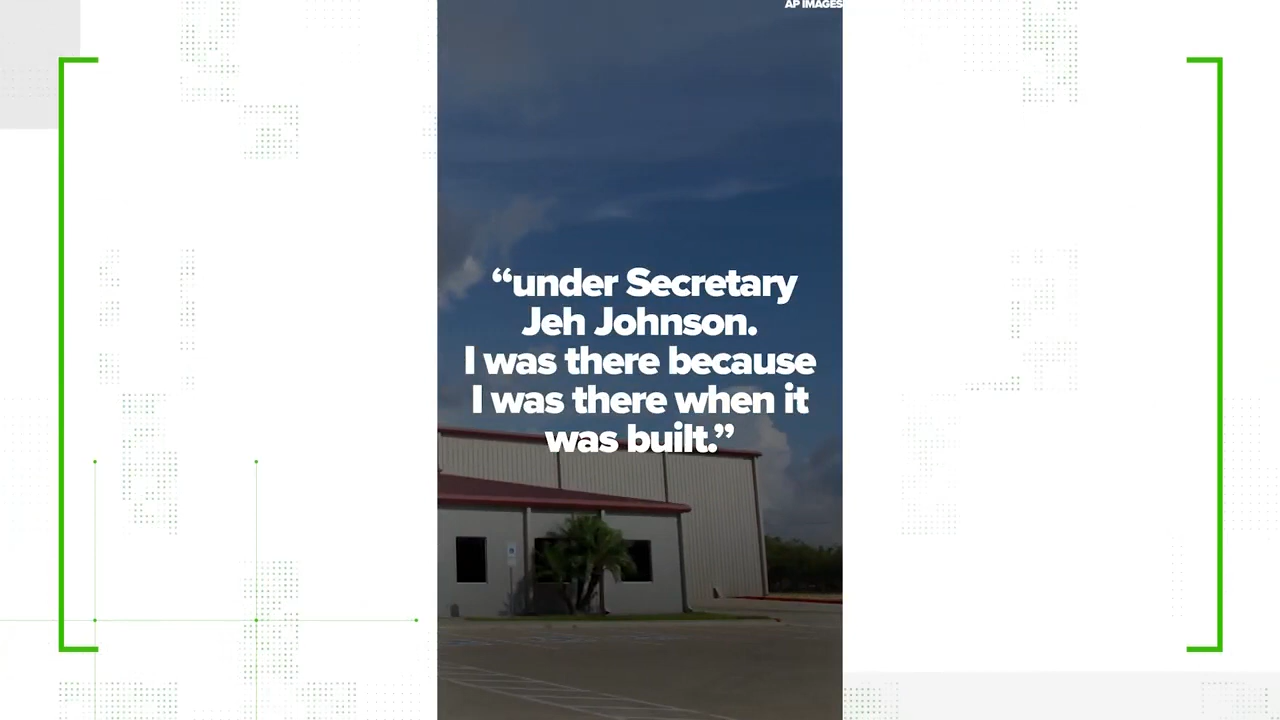 AP IMAGES
“under Secretary
Jeh Johnson.
I was there because
I was there when it
was built.”